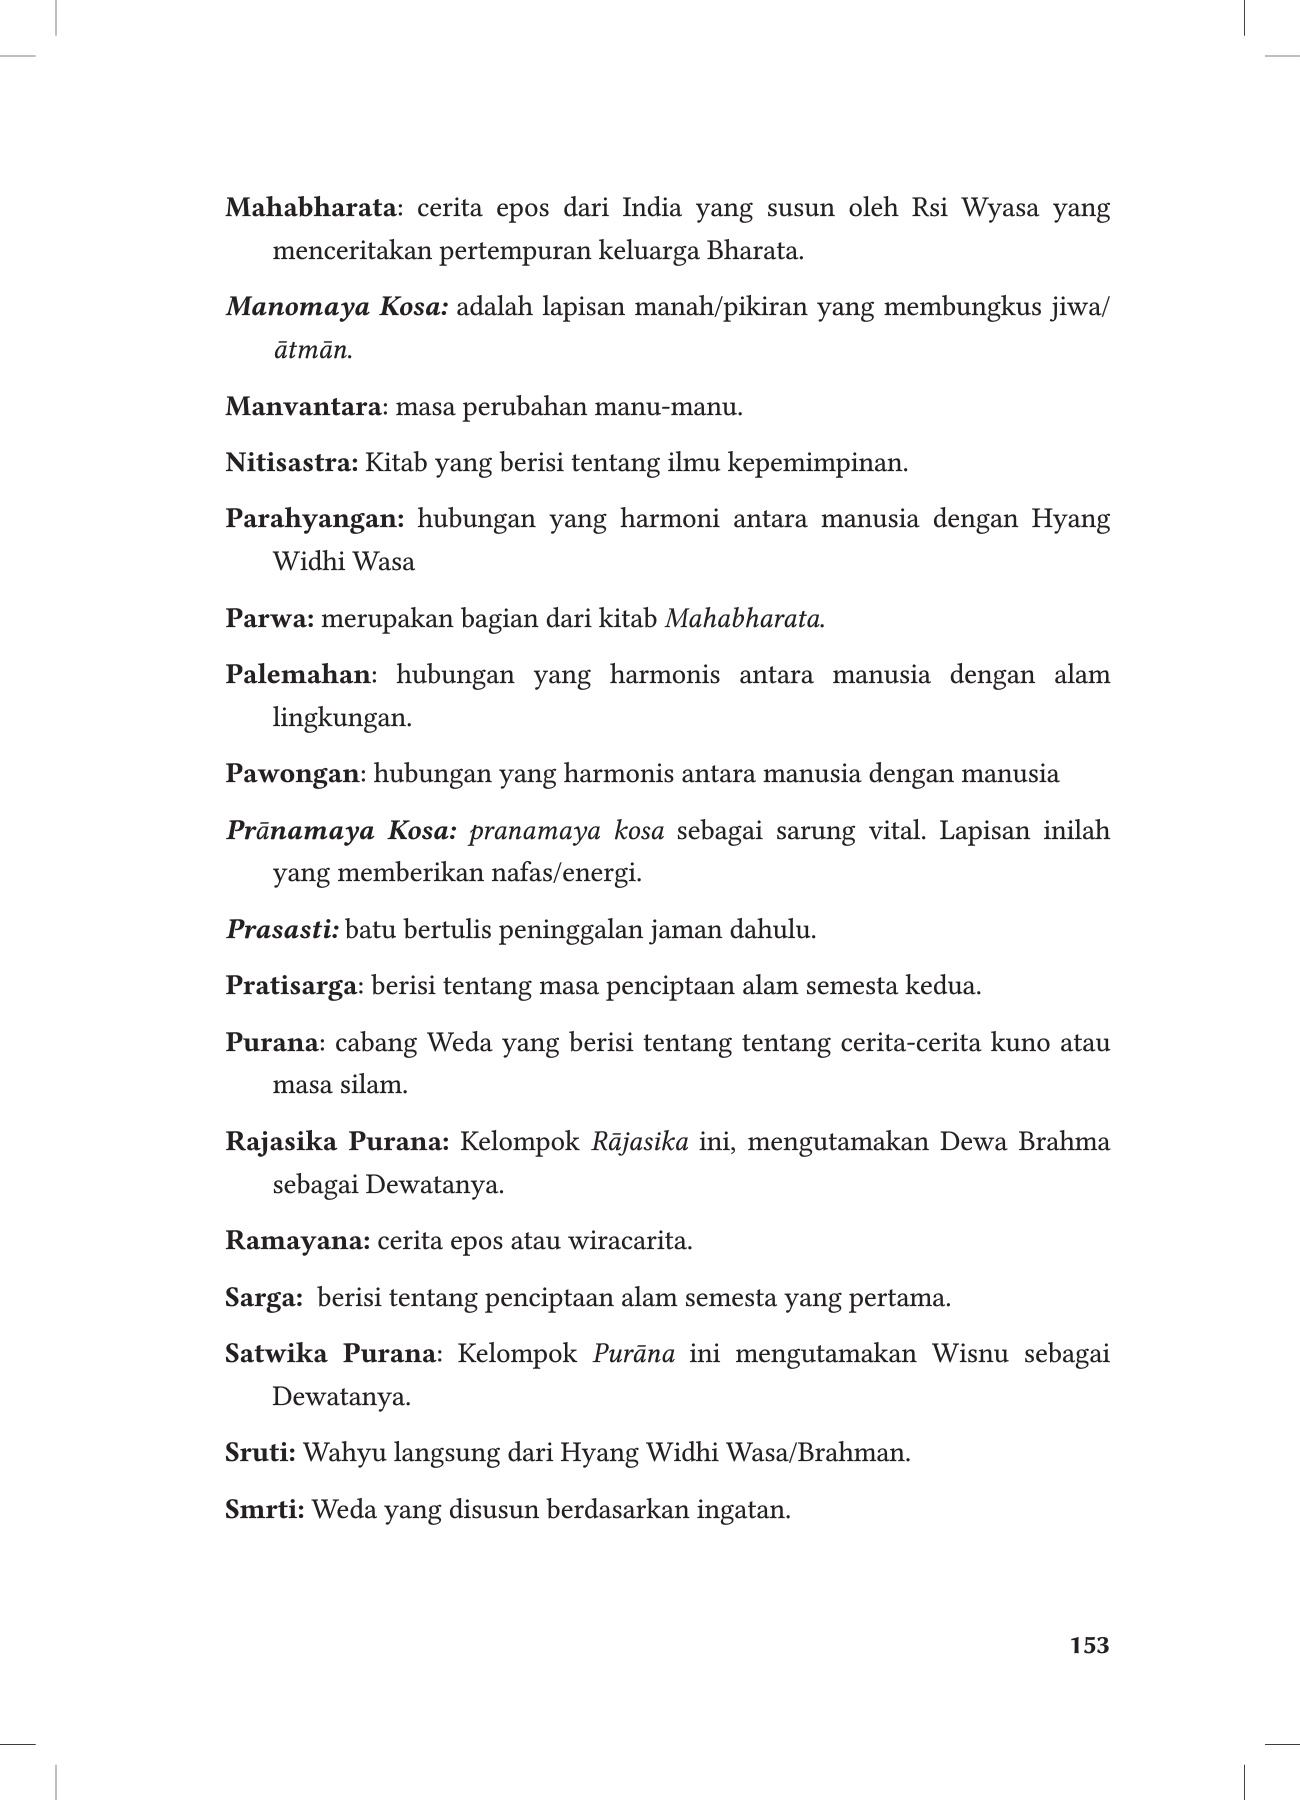 Mahabharata: cerita epos dari India yang susun oleh Rsi Wyasa yang
menceritakan pertempuran keluarga Bharata.
Manomaya Kosa: adalah lapisan manah/pikiran yang membungkus jiwa/
ātmān.
Manvantara: masa perubahan manu-manu.
Nitisastra: Kitab yang berisi tentang ilmu kepemimpinan.
Parahyangan: hubungan yang harmoni antara manusia dengan Hyang
Widhi Wasa
Parwa: merupakan bagian dari kitab Mahabharata.
Palemahan: hubungan yang harmonis antara manusia dengan alam
lingkungan.
Pawongan: hubungan yang harmonis antara manusia dengan manusia
Prānamaya Kosa: pranamaya kosa sebagai sarung vital. Lapisan inilah
yang memberikan nafas/energi.
Prasasti: batu bertulis peninggalan jaman dahulu.
Pratisarga: berisi tentang masa penciptaan alam semesta kedua.
Purana: cabang Weda yang berisi tentang tentang cerita-cerita kuno atau
masa silam.
Rajasika Purana: Kelompok Rājasika ini, mengutamakan Dewa Brahma
sebagai Dewatanya.
Ramayana: cerita epos atau wiracarita.
Sarga: berisi tentang penciptaan alam semesta yang pertama.
Satwika Purana: Kelompok Purāna ini mengutamakan Wisnu sebagai
Dewatanya.
Sruti: Wahyu langsung dari Hyang Widhi Wasa/Brahman.
Smrti: Weda yang disusun berdasarkan ingatan.
153